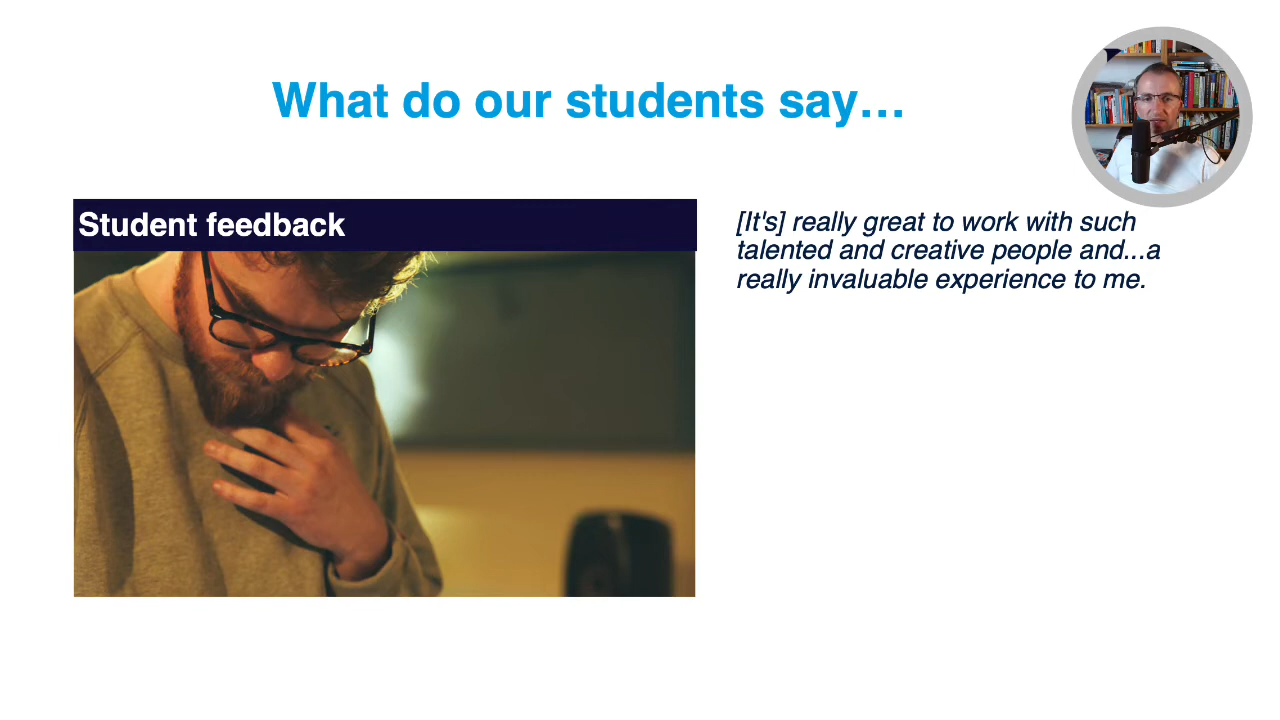 What do our students say…
Student feedback
[It's] really great to work with such
talented and creative people and...a
really invaluable experience to me.